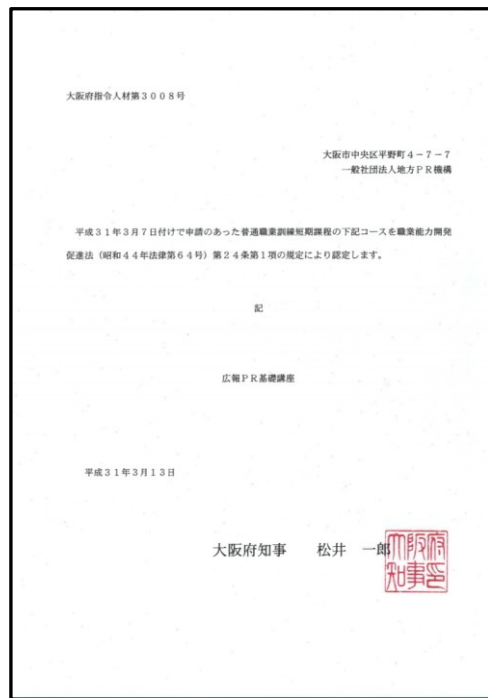 大阪府指令人材第３００８号
大阪市中央区平野町４－７－７
一般社団法人地方ＰＲ機構
平成３１年３月７日付けで申請のあった普通職業訓練短期課程の下記コースを職業能力開発
促進法（昭和４４年法律第６４号）第２４条第１項の規定により認定します。
記
広報ＰＲ基礎講座
平成３１年３月１３日
大阪府知事　松井　一郎
大阪府知事印